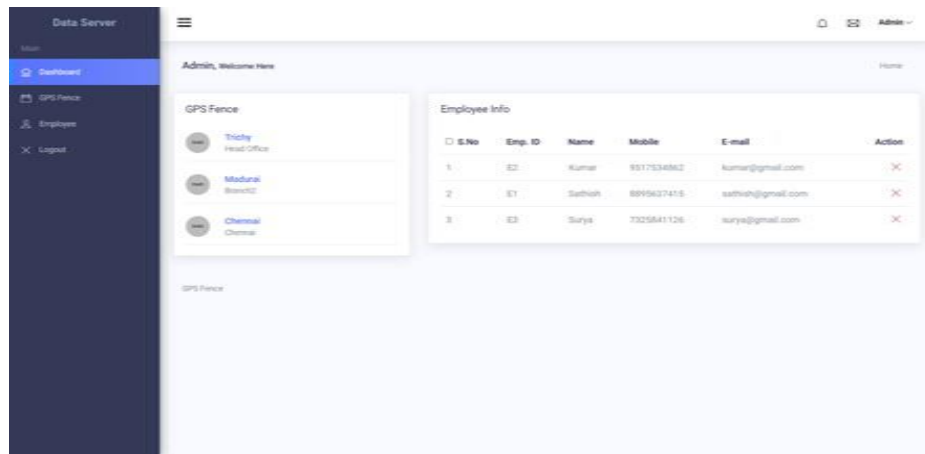 Data Server
Admin
Main
Dashboard
GPS Fence
Employee
Logout
Admin, Welcome Here
Home
GPS Fence
Trichy
Head Office
Madurai
Branch2
Chennai
Chennai
Employee Info
S.No Emp. ID Name Mobile E-mail Action
1 E2 Kumar 9517534862 kumar@gmail.com
2 E1 Sathish 8895627415 sathish@gmail.com
3 E3 Surya 7325841126 surya@gmail.com
GPS Fence